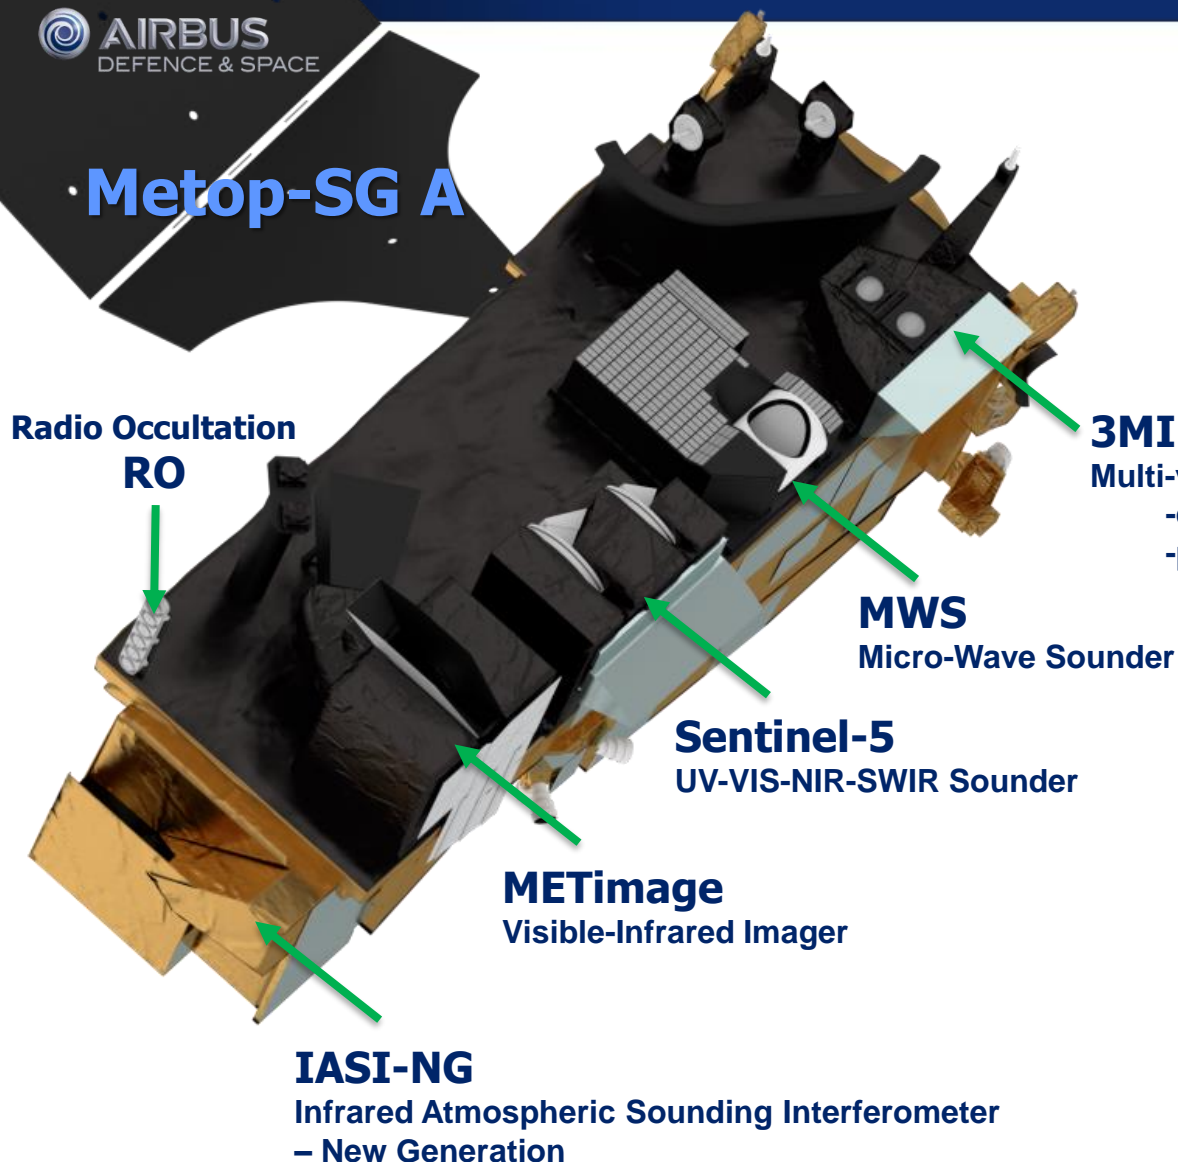 AIRBUS
DEFENCE & SPACE
Metop-SG A
Radio Occultation
RO
3MI
MWS
Micro-Wave Sounder
Sentinel-5
UV-VIS-NIR-SWIR Sounder
METimage
Visible-Infrared Imager
IASI-NG
Infrared Atmospheric Sounding Interferometer
– New Generation